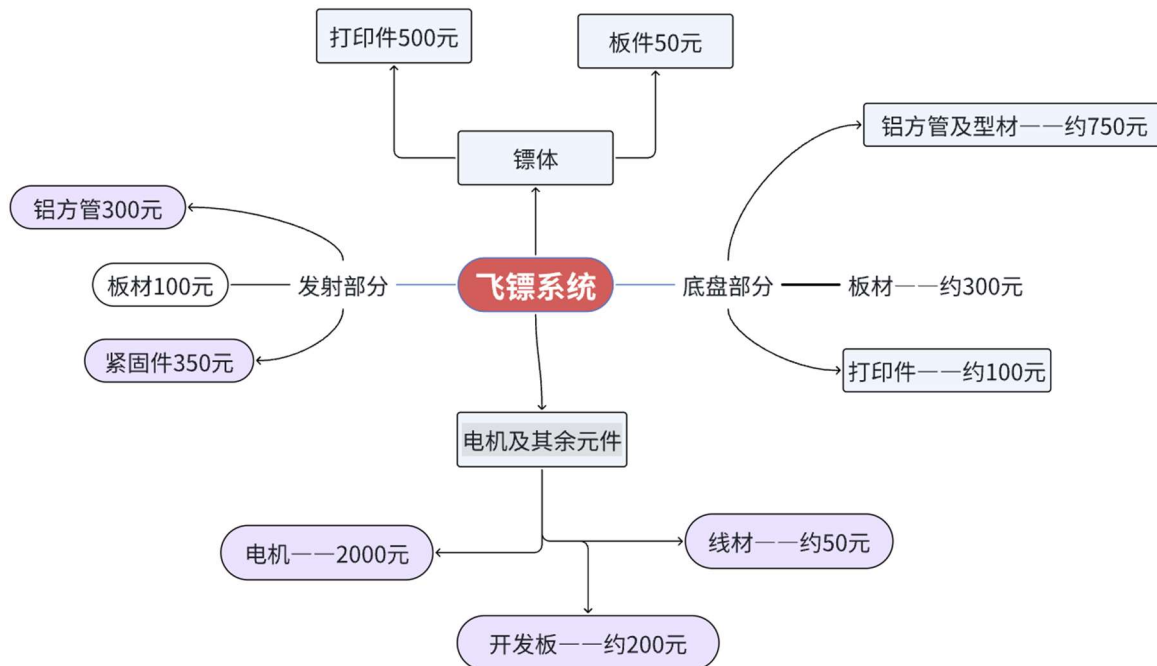 打印件500元
板件50元
铝方管及型材——约750元
镖体
铝方管300元
板材100元
发射部分
飞镖系统
底盘部分
板材——约300元
紧固件350元
打印件——约100元
电机及其余元件
电机——2000元
线材——约50元
开发板——约200元